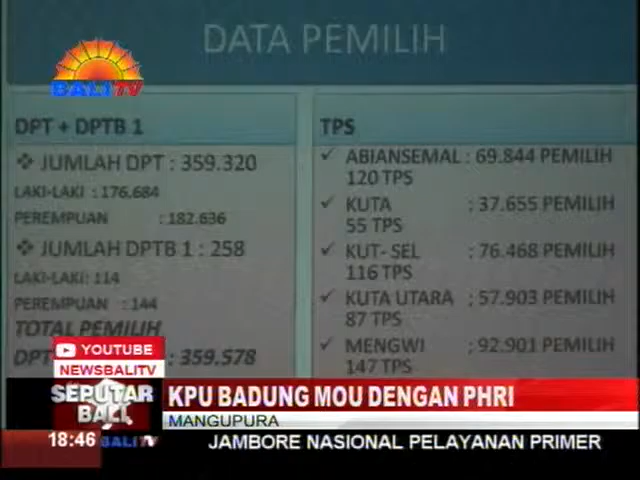 DATA PEMILIH
BALI TV
DPT + DPTB 1
❖ JUMLAH DPT : 359.320
LAKI-LAKI : 176.684
PEREMPUAN : 182.636
❖ JUMLAH DPTB 1 : 258
LAKI-LAKI: 114
PEREMPUAN : 144
TOTAL PEMILIH
DPT : 359.578
TPS
✓ ABIANSEMAL : 69.844 PEMILIH
120 TPS
✓ KUTA : 37.655 PEMILIH
55 TPS
✓ KUT- SEL : 76.468 PEMILIH
116 TPS
✓ KUTA UTARA : 57.903 PEMILIH
87 TPS
✓ MENGWI : 92.901 PEMILIH
147 TPS
YOUTUBE
NEWSBALITV
SEPUTAR
BALI
KPU BADUNG MOU DENGAN PHRI
MANGUPURA
18:46 BALITV JAMBORE NASIONAL PELAYANAN PRIMER